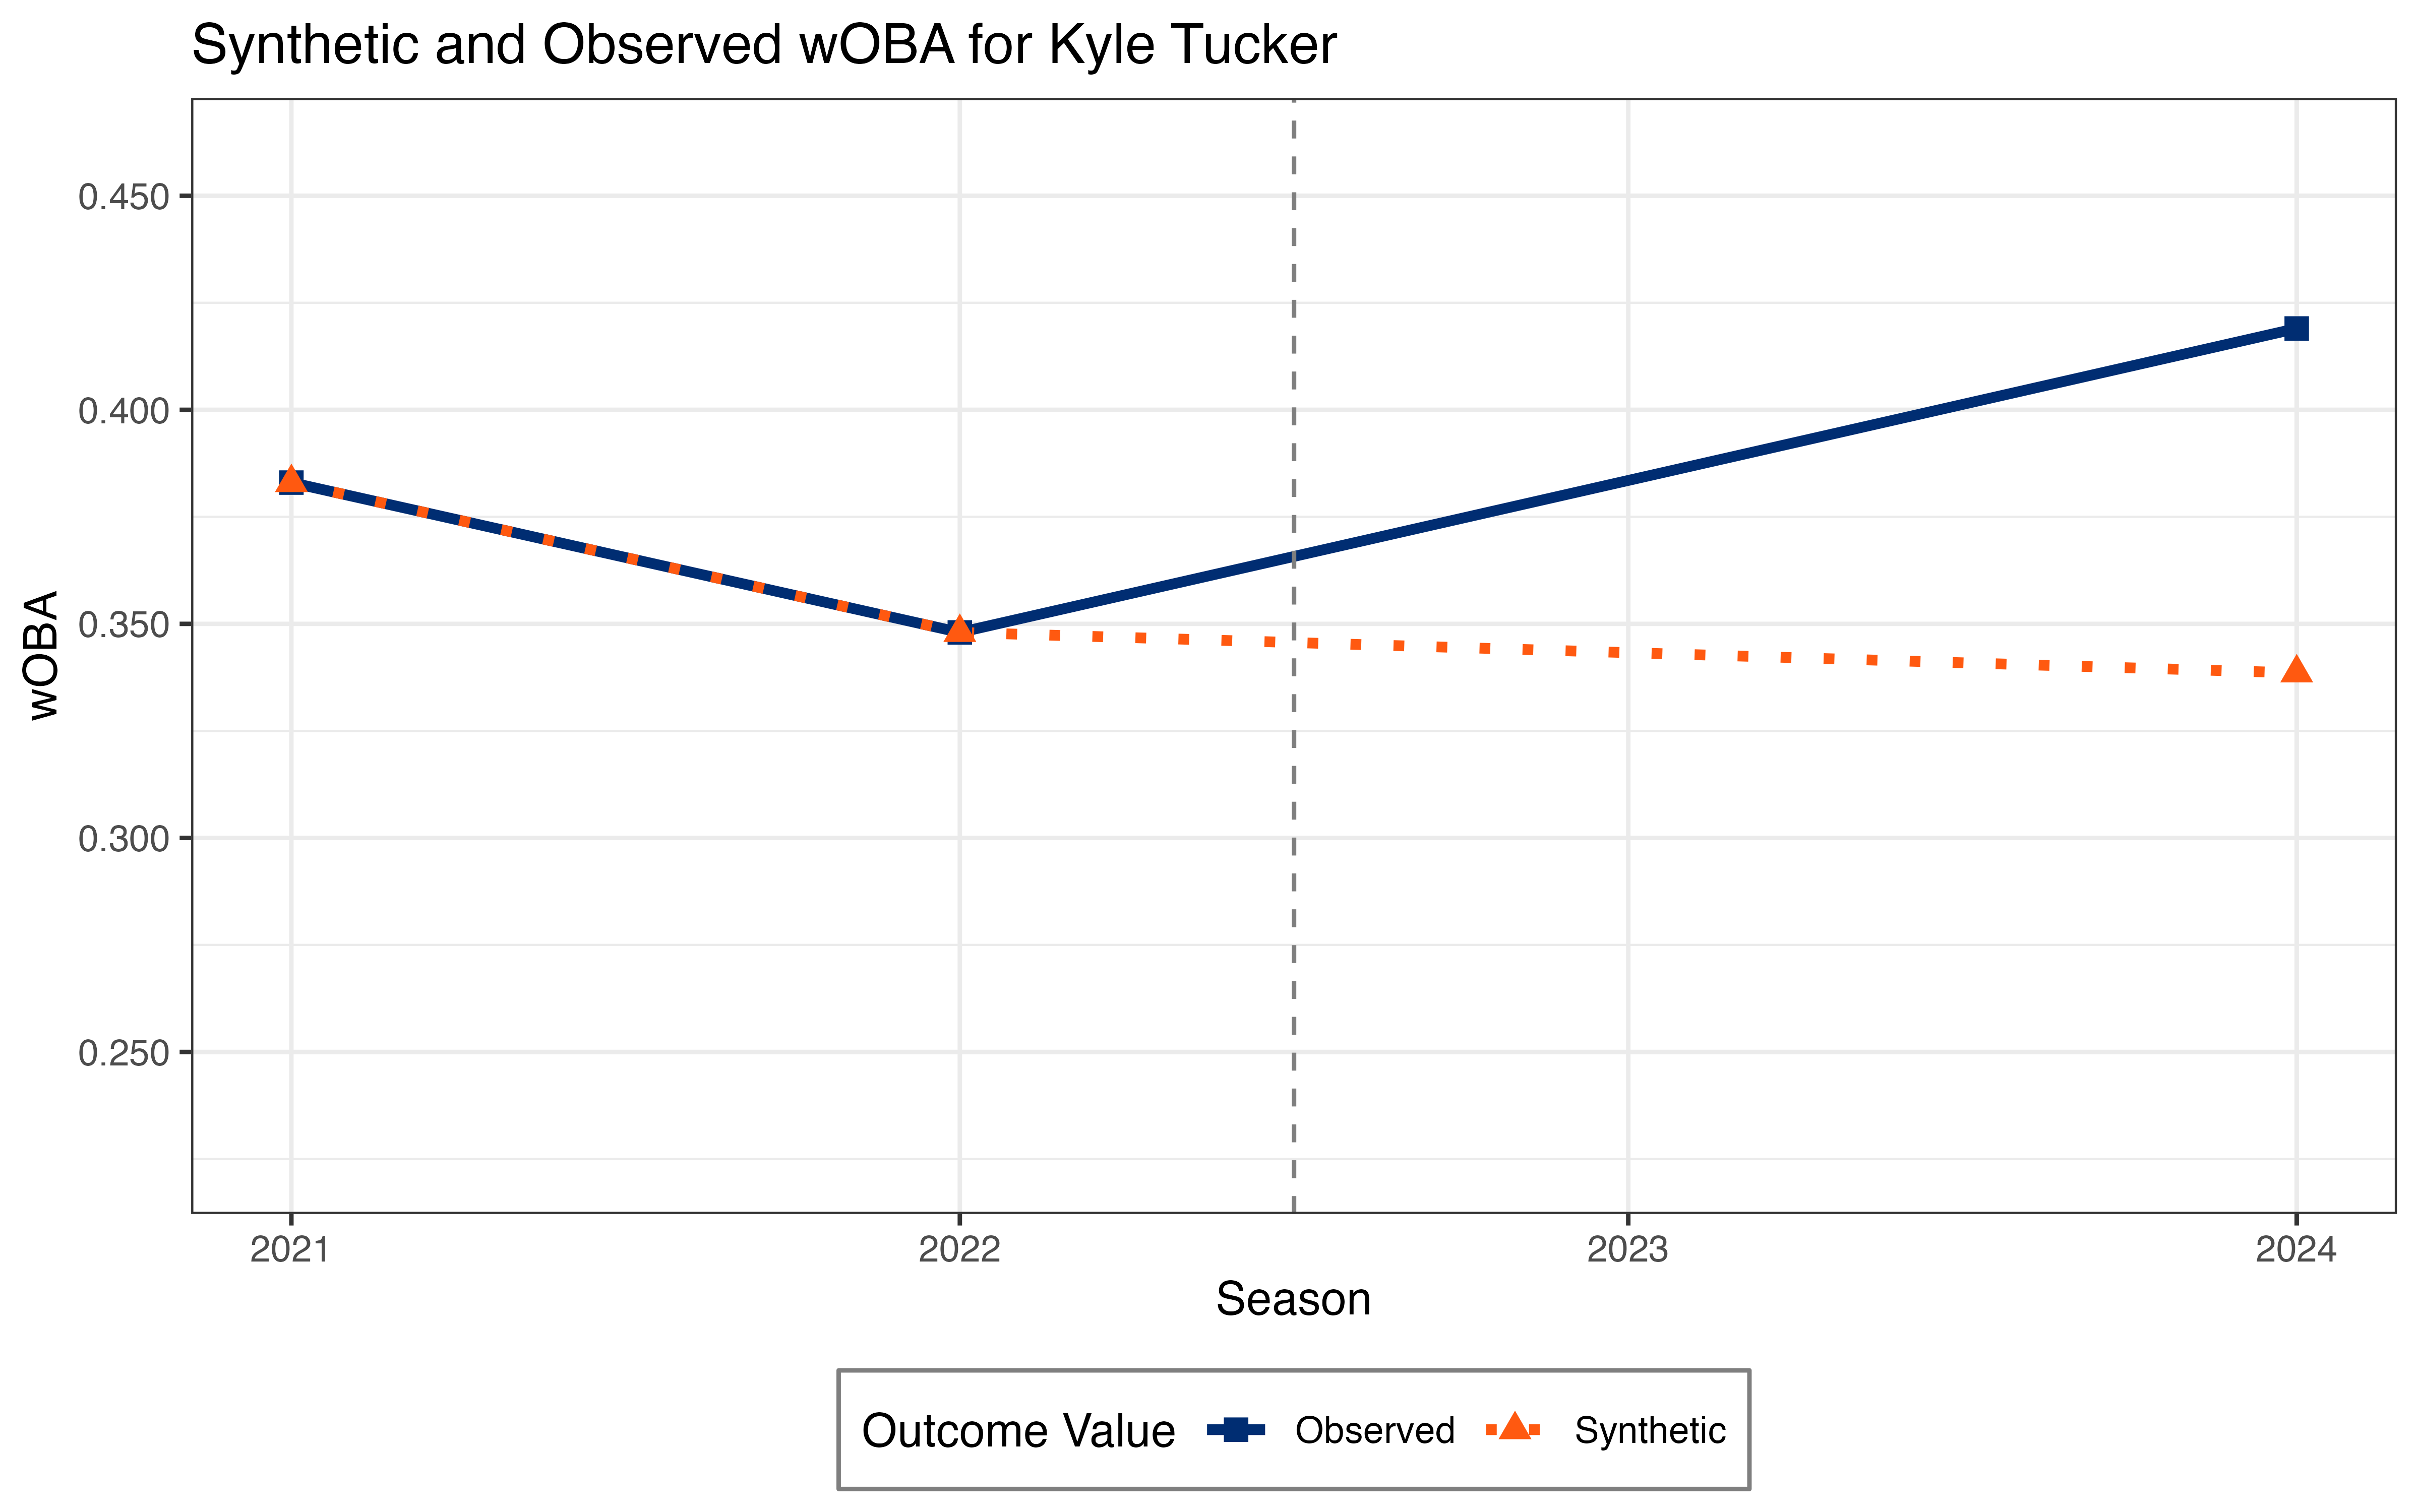 Synthetic and Observed wOBA for Kyle Tucker
0.450
0.400
0.350
0.300
0.250
wOBA
2021 2022 2023 2024
Season
Outcome Value Observed Synthetic